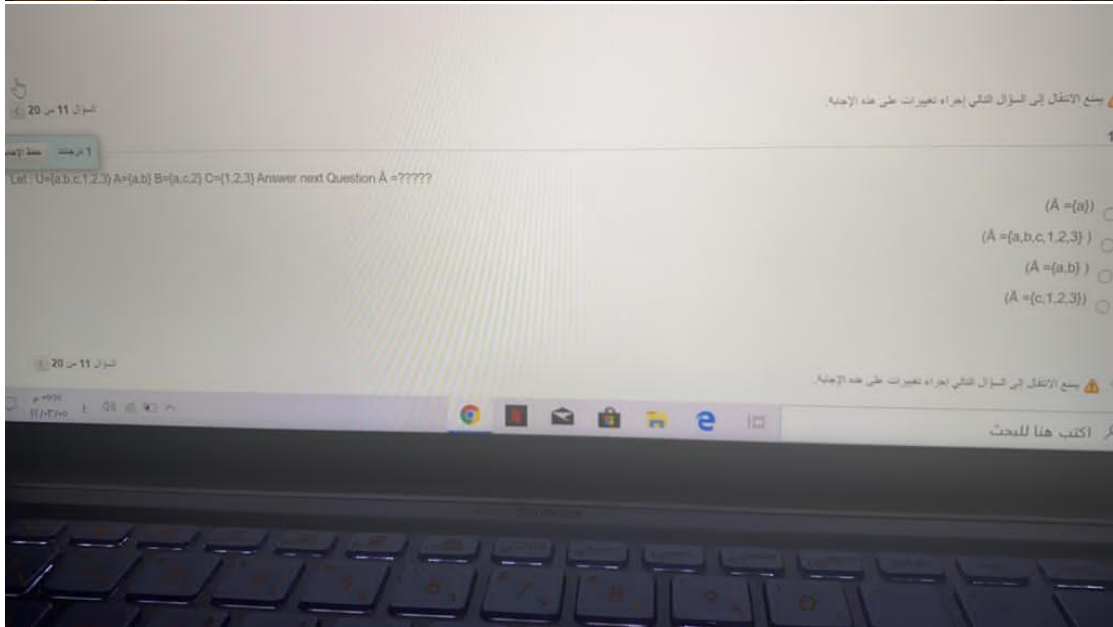 السؤال 11 من 20
يمنع الانتقال إلى السؤال التالي إجراء تغييرات على هذه الإجابة.
1 درجات
Let : U={a,b,c,1,2,3} A={a,b} B={a,c,2} C={1,2,3} Answer next Question Ā =?????
(Ā ={a})
(Ā ={a,b,c,1,2,3} )
(Ā ={a,b} )
(Ā ={c,1,2,3})
السؤال 11 من 20
يمنع الانتقال إلى السؤال التالي إجراء تغييرات على هذه الإجابة.
اكتب هنا للبحث